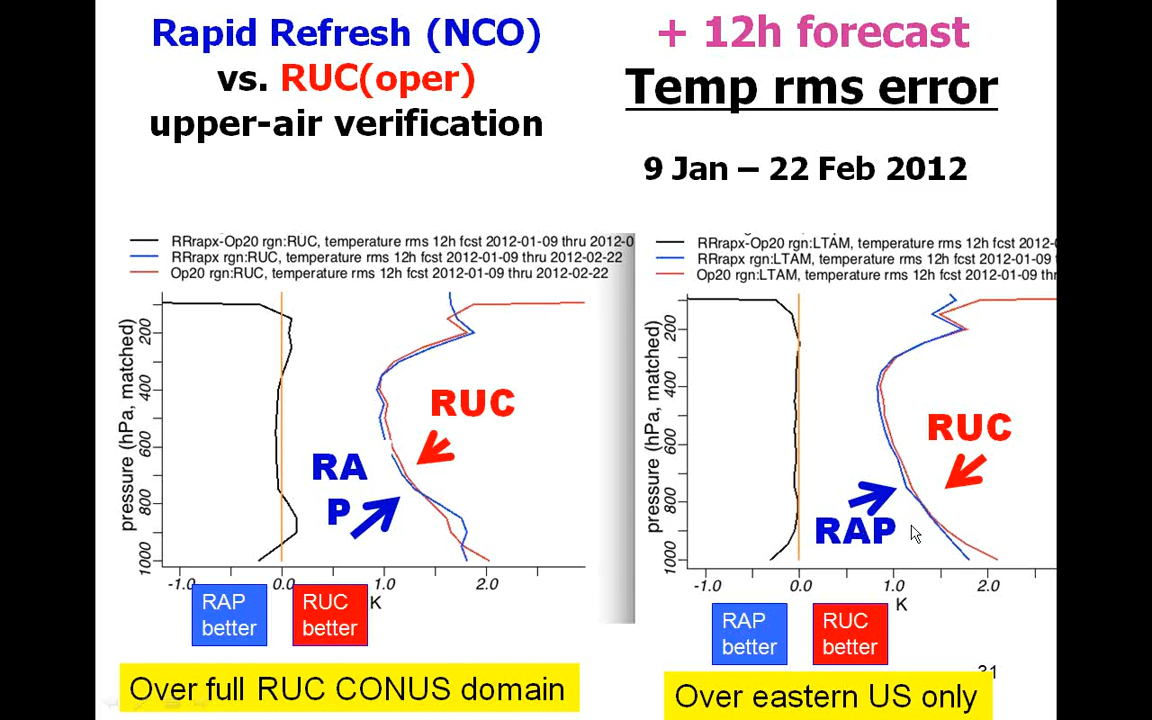 Rapid Refresh (NCO)
vs. RUC(oper)
upper-air verification
+ 12h forecast
Temp rms error
9 Jan – 22 Feb 2012
RRrapx-Op20 rgn:RUC, temperature rms 12h fcst 2012-01-09 thru 2012-0
RRrapx rgn:RUC, temperature rms 12h fcst 2012-01-09 thru 2012-02-22
Op20 rgn:RUC, temperature rms 12h fcst 2012-01-09 thru 2012-02-22
pressure (hPa, matched)
200
400
600
800
1000
RUC
RA
P
-1.0
0.0
1.0
2.0
K
RAP
better
RUC
better
Over full RUC CONUS domain
RRrapx-Op20 rgn:LTAM, temperature rms 12h fcst 2012-01-
RRrapx rgn:LTAM, temperature rms 12h fcst 2012-01-09
Op20 rgn:LTAM, temperature rms 12h fcst 2012-01-09 thr
pressure (hPa, matched)
200
400
600
800
1000
RUC
RAP
-1.0
0.0
1.0
2.0
K
RAP
better
RUC
better
31
Over eastern US only